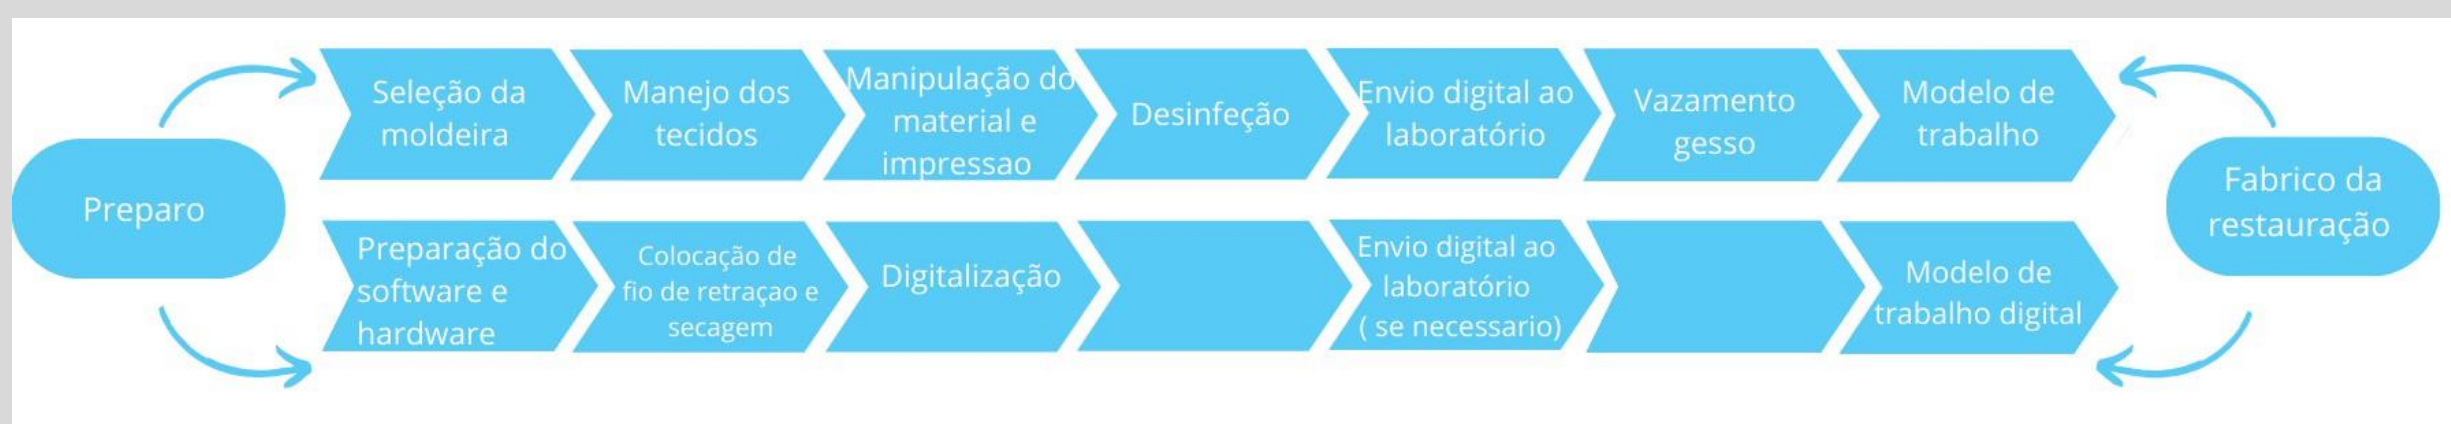 Preparo
Seleção da
moldeira
Manejo dos
tecidos
Manipulação do
material e
impressao
Desinfeção
Envio digital ao
laboratório
Vazamento
gesso
Modelo de
trabalho
Preparação do
software e
hardware
Colocação de
fio de retraçao e
secagem
Digitalização
Envio digital ao
laboratório
( se necessario)
Modelo de
trabalho digital
Fabrico da
restauração